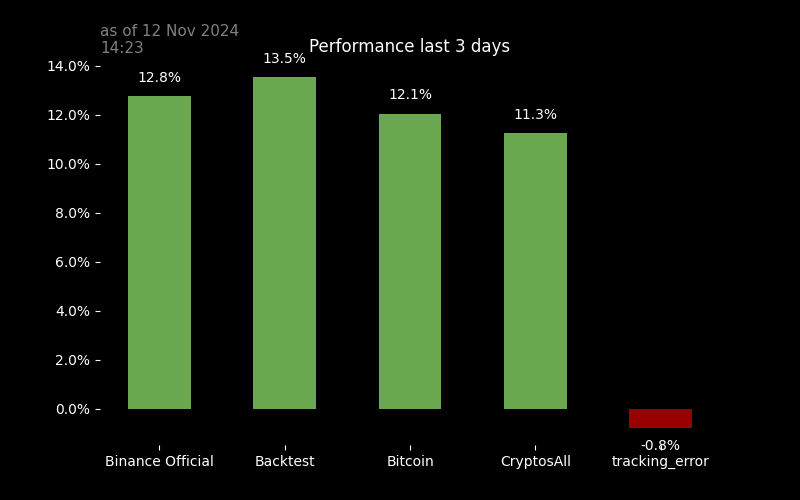 as of 12 Nov 2024
14:23
Performance last 3 days
14.0%
12.0%
10.0%
8.0%
6.0%
4.0%
2.0%
0.0%
12.8%
13.5%
12.1%
11.3%
-0.8%
Binance Official
Backtest
Bitcoin
CryptosAll
tracking_error